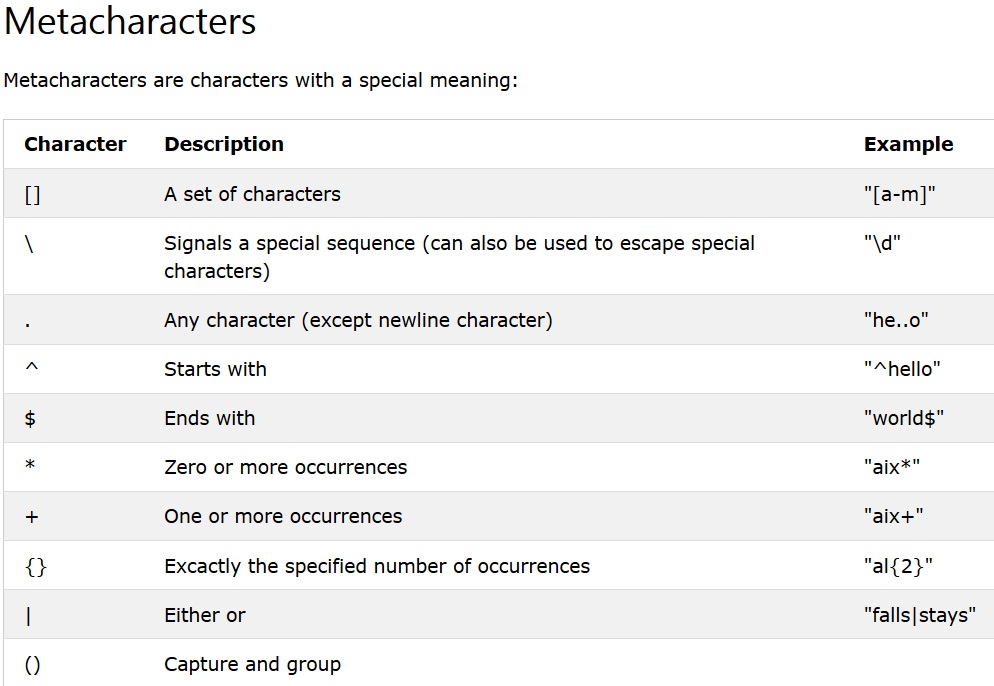 Metacharacters
Metacharacters are characters with a special meaning:
Character Description Example
[] A set of characters "[a-m]"
\ Signals a special sequence (can also be used to escape special "\d"
characters)
. Any character (except newline character) "he..o"
^ Starts with "^hello"
$ Ends with "world$"
* Zero or more occurrences "aix*"
+ One or more occurrences "aix+"
{} Excactly the specified number of occurrences "al{2}"
| Either or "falls|stays"
() Capture and group